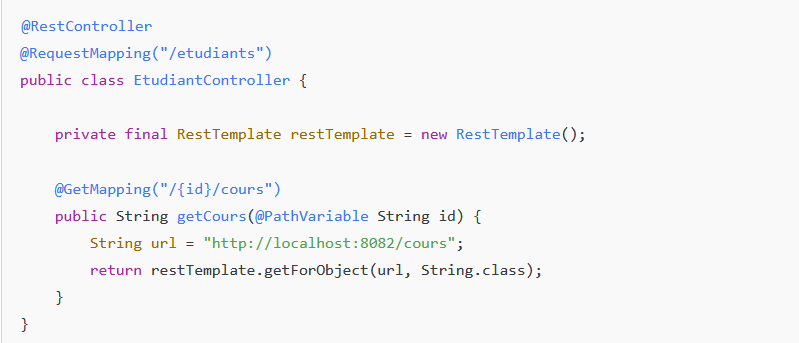 @RestController
@RequestMapping("/etudiants")
public class EtudiantController {
private final RestTemplate restTemplate = new RestTemplate();
@GetMapping("/{id}/cours")
public String getCours(@PathVariable String id) {
String url = "http://localhost:8082/cours";
return restTemplate.getForObject(url, String.class);
}
}